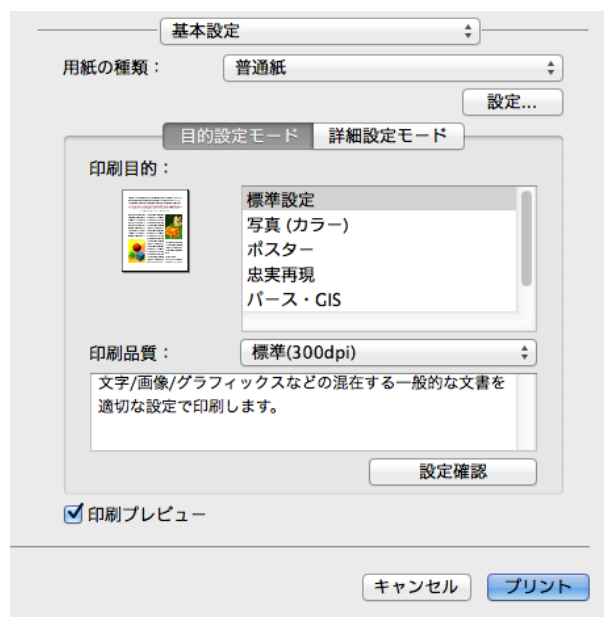 基本設定
用紙の種類： 普通紙
設定...
目的設定モード 詳細設定モード
印刷目的：
標準設定
写真 (カラー)
ポスター
忠実再現
パース・GIS
印刷品質： 標準(300dpi)
文字/画像/グラフィックスなどの混在する一般的な文書を
適切な設定で印刷します。
設定確認
印刷プレビュー
キャンセル プリント